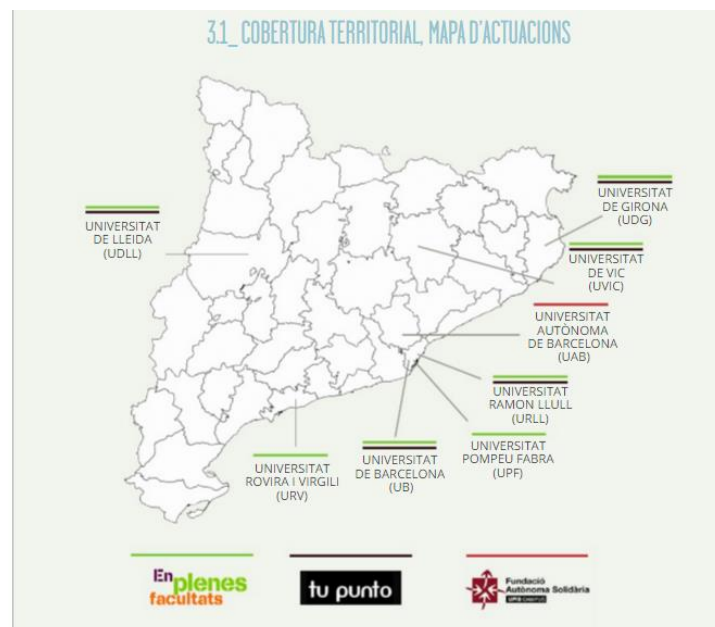 3.1_ COBERTURA TERRITORIAL, MAPA D'ACTUACIONS
UNIVERSITAT
DE GIRONA
(UDG)
UNIVERSITAT
DE LLEIDA
(UDLL)
UNIVERSITAT
DE VIC
(UVIC)
UNIVERSITAT
AUTÒNOMA
DE BARCELONA
(UAB)
UNIVERSITAT
RAMON LLULL
(URLL)
UNIVERSITAT
POMPEU FABRA
(UPF)
UNIVERSITAT
DE BARCELONA
(UB)
UNIVERSITAT
ROVIRA I VIRGILI
(URV)
En plenes
facultats
tu punto
Fundació
Autònoma Solidària